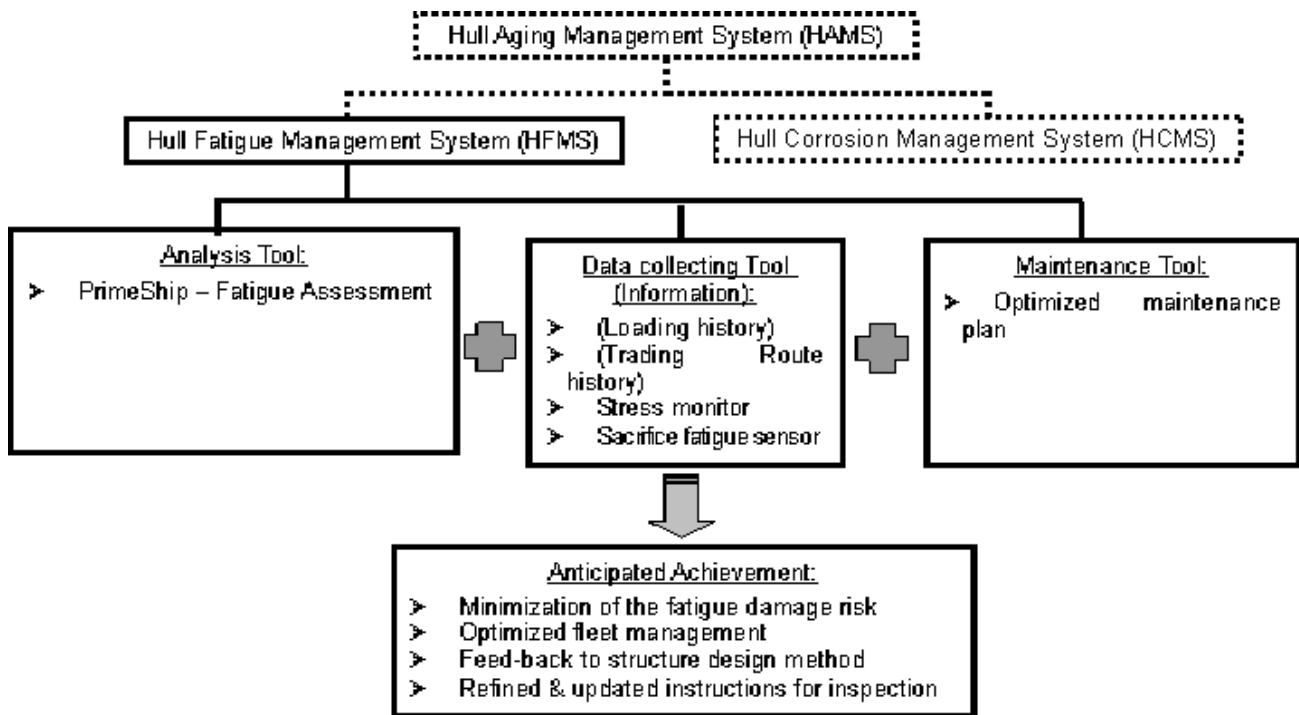 Hull Aging Management System (HAMS)
Hull Fatigue Management System (HFMS)
Hull Corrosion Management System (HCMS)
Analysis Tool:
➤ PrimeShip – Fatigue Assessment
Data collecting Tool
(Information):
➤ (Loading history)
➤ (Trading Route
history)
➤ Stress monitor
➤ Sacrifice fatigue sensor
Maintenance Tool:
➤ Optimized maintenance
plan
Anticipated Achievement:
➤ Minimization of the fatigue damage risk
➤ Optimized fleet management
➤ Feed-back to structure design method
➤ Refined & updated instructions for inspection